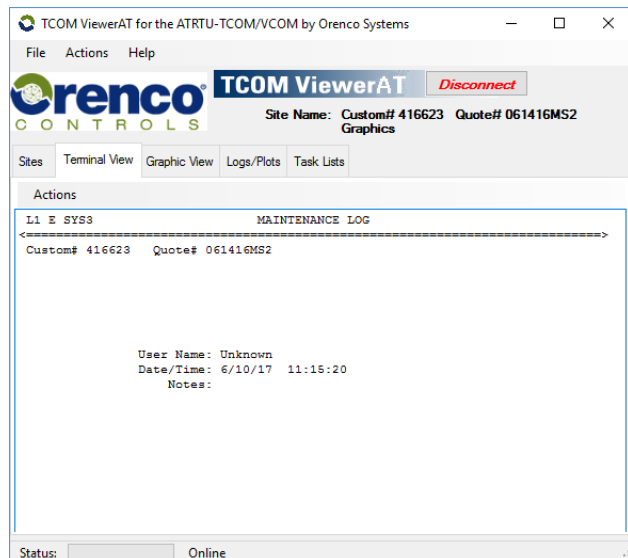 TCOM ViewerAT for the ATRTU-TCOM/VCOM by Orenco Systems
File Actions Help
Orenco®
CONTROLS
TCOM ViewerAT
Disconnect
Site Name: Custom# 416623 Quote# 061416MS2
Graphics
Sites Terminal View Graphic View Logs/Plots Task Lists
Actions
L1 E SYS3 MAINTENANCE LOG
<==========================================================================>
Custom# 416623 Quote# 061416MS2
User Name: Unknown
Date/Time: 6/10/17 11:15:20
Notes:
Status: Online